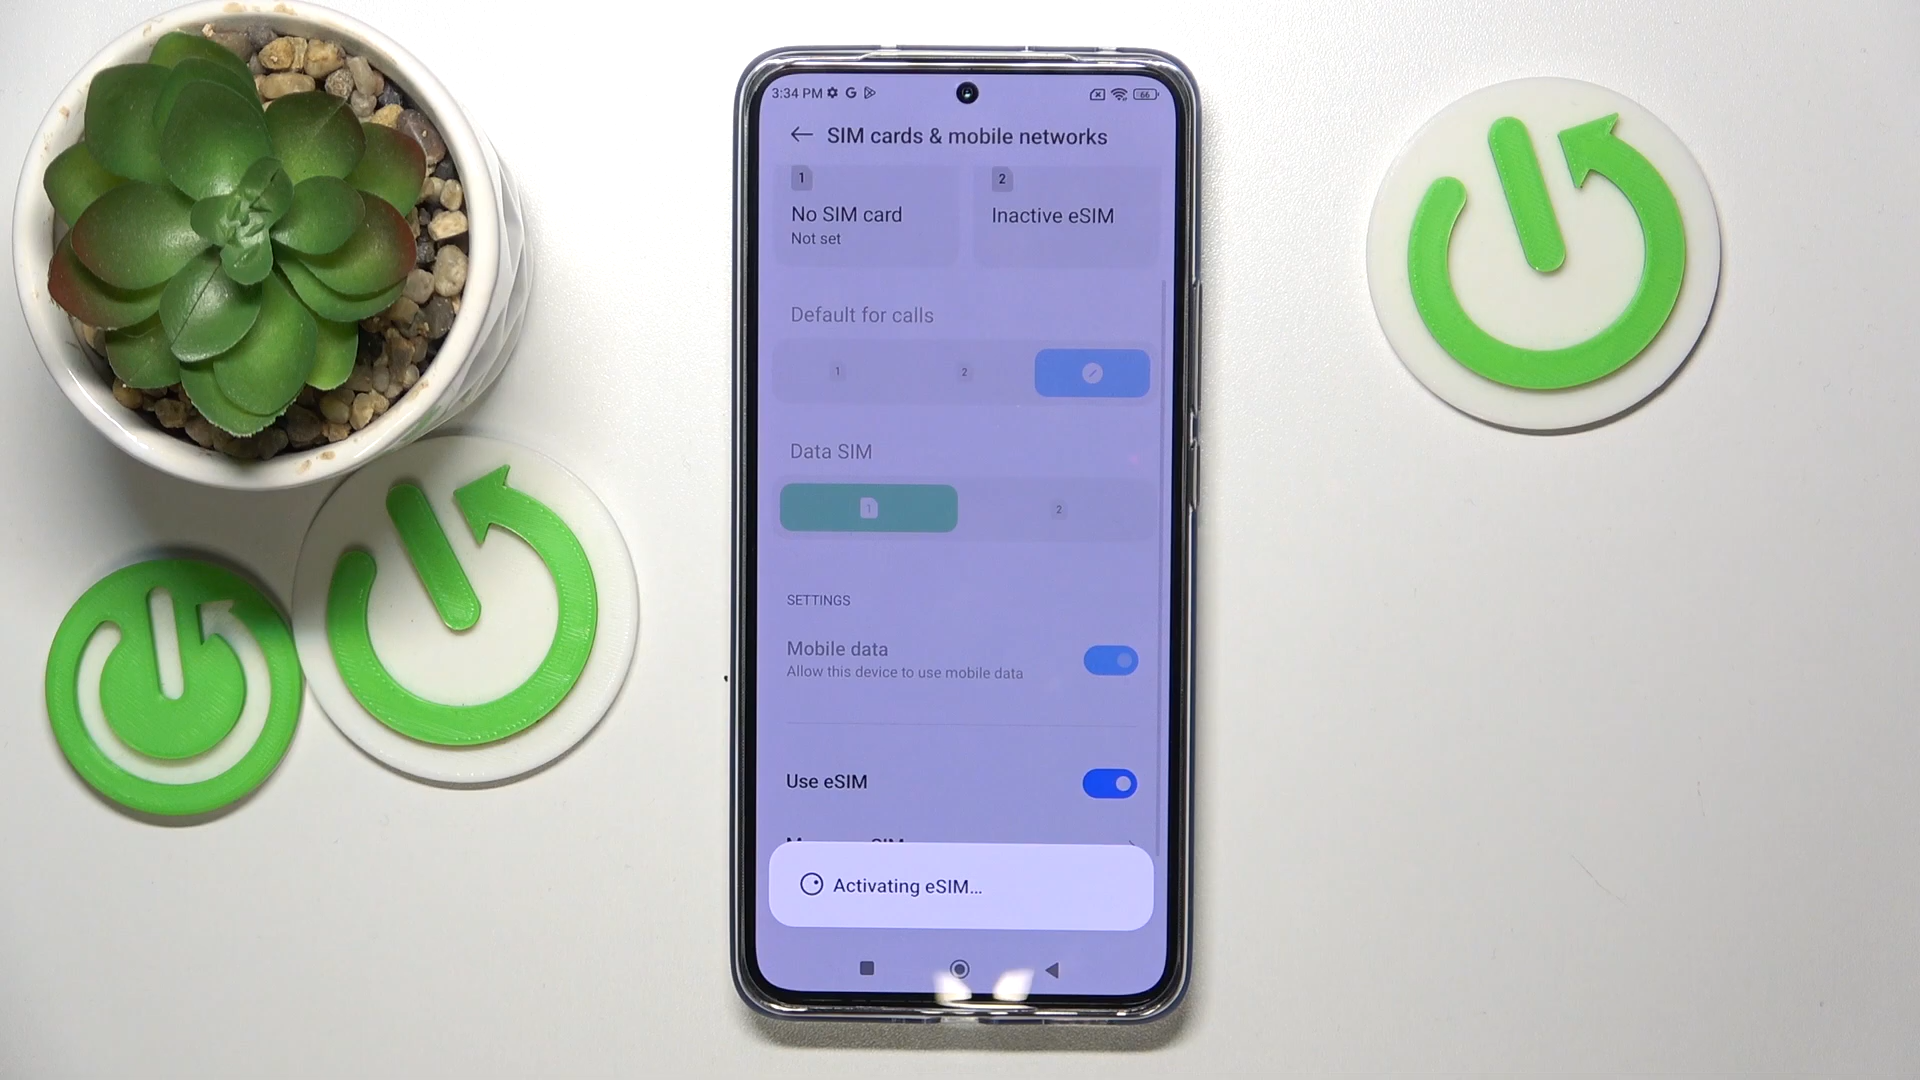 3:34 PM G 66
SIM cards & mobile networks
1 2
No SIM card Inactive eSIM
Not set
Default for calls
1 2
Data SIM
1 2
SETTINGS
Mobile data
Allow this device to use mobile data
Use eSIM
Activating eSIM...